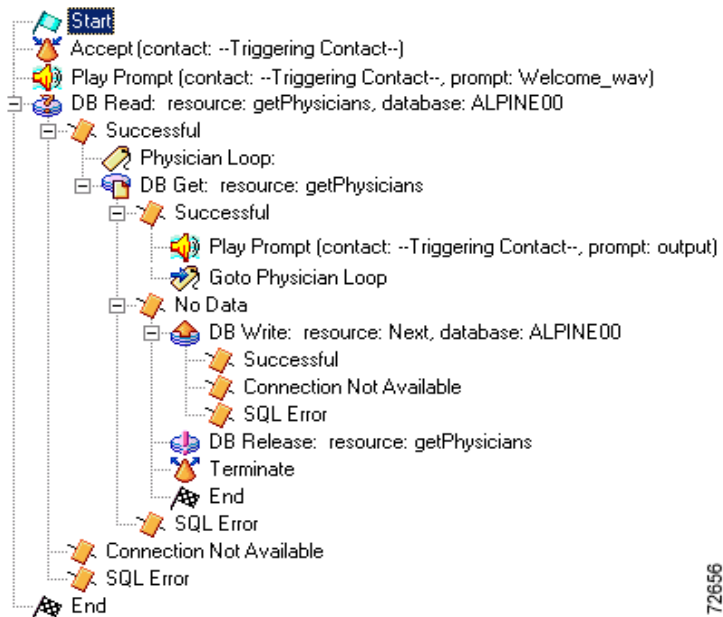 Start
Accept (contact: --Triggering Contact--)
Play Prompt (contact: --Triggering Contact--, prompt: Welcome_wav)
DB Read: resource: getPhysicians, database: ALPINE00
Successful
Physician Loop:
DB Get: resource: getPhysicians
Successful
Play Prompt (contact: --Triggering Contact--, prompt: output)
Goto Physician Loop
No Data
DB Write: resource: Next, database: ALPINE00
Successful
Connection Not Available
SQL Error
DB Release: resource: getPhysicians
Terminate
End
SQL Error
Connection Not Available
SQL Error
End
72656